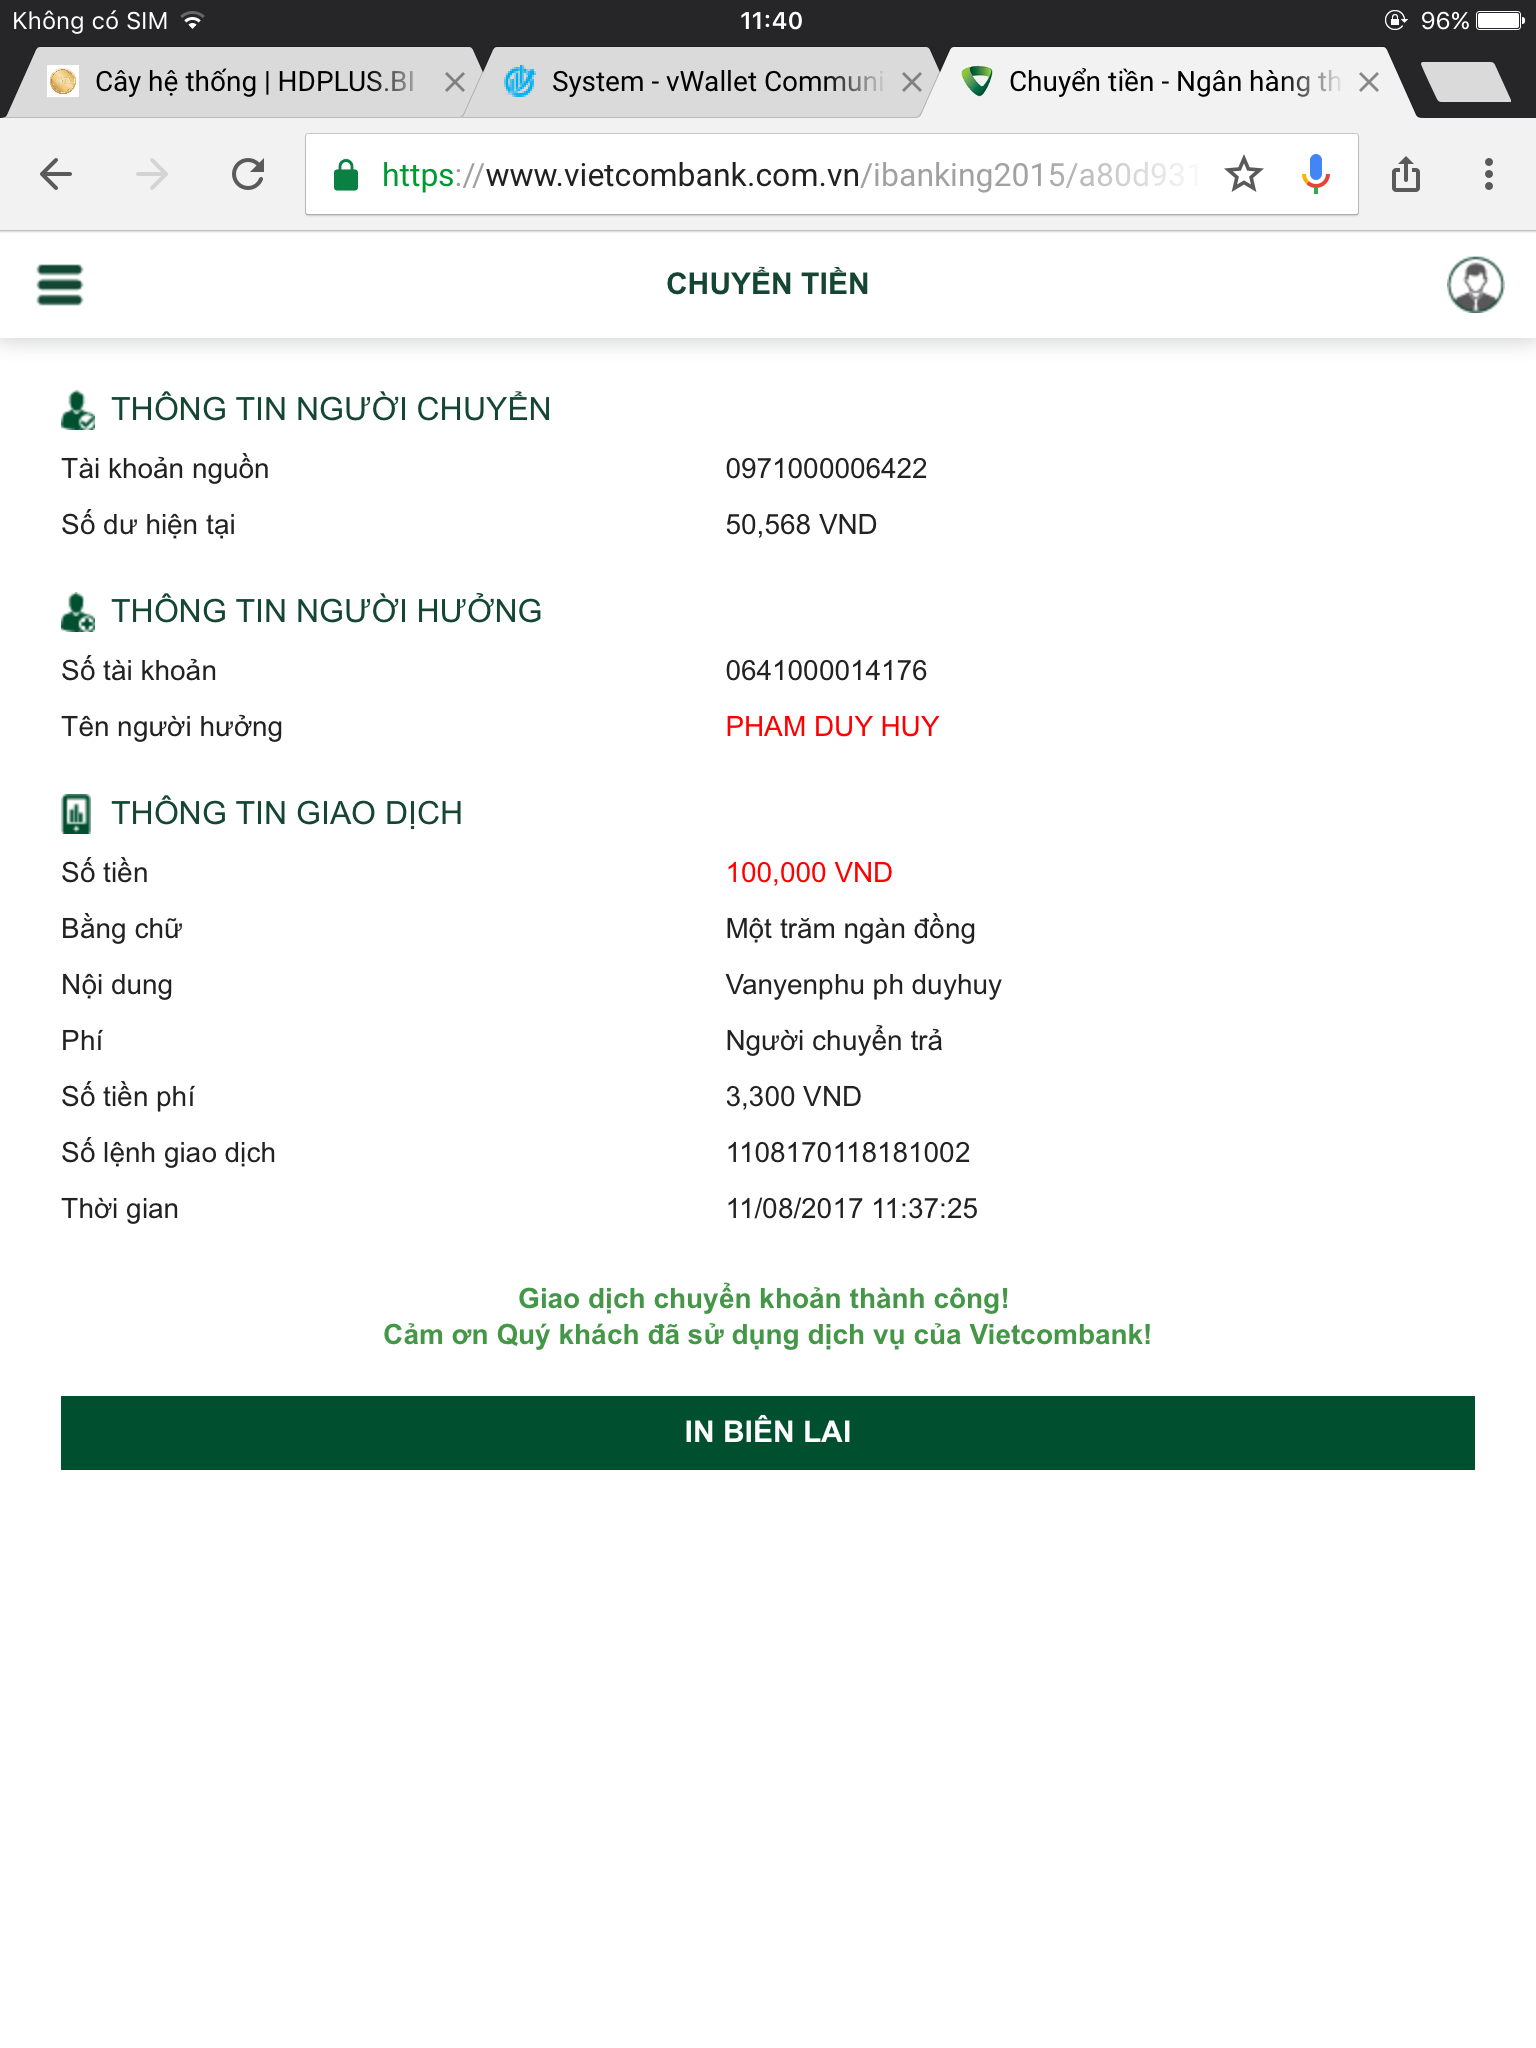 Không có SIM 11:40 96%
Cây hệ thống | HDPLUS.BI System - vWallet Communi Chuyển tiền - Ngân hàng th
https://www.vietcombank.com.vn/ibanking2015/a80d931
CHUYỂN TIỀN
THÔNG TIN NGƯỜI CHUYỂN
Tài khoản nguồn 0971000006422
Số dư hiện tại 50,568 VND
THÔNG TIN NGƯỜI HƯỞNG
Số tài khoản 0641000014176
Tên người hưởng PHAM DUY HUY
THÔNG TIN GIAO DỊCH
Số tiền 100,000 VND
Bằng chữ Một trăm ngàn đồng
Nội dung Vanyenphu ph duyhuy
Phí Người chuyển trả
Số tiền phí 3,300 VND
Số lệnh giao dịch 1108170118181002
Thời gian 11/08/2017 11:37:25
Giao dịch chuyển khoản thành công!
Cảm ơn Quý khách đã sử dụng dịch vụ của Vietcombank!
IN BIÊN LAI